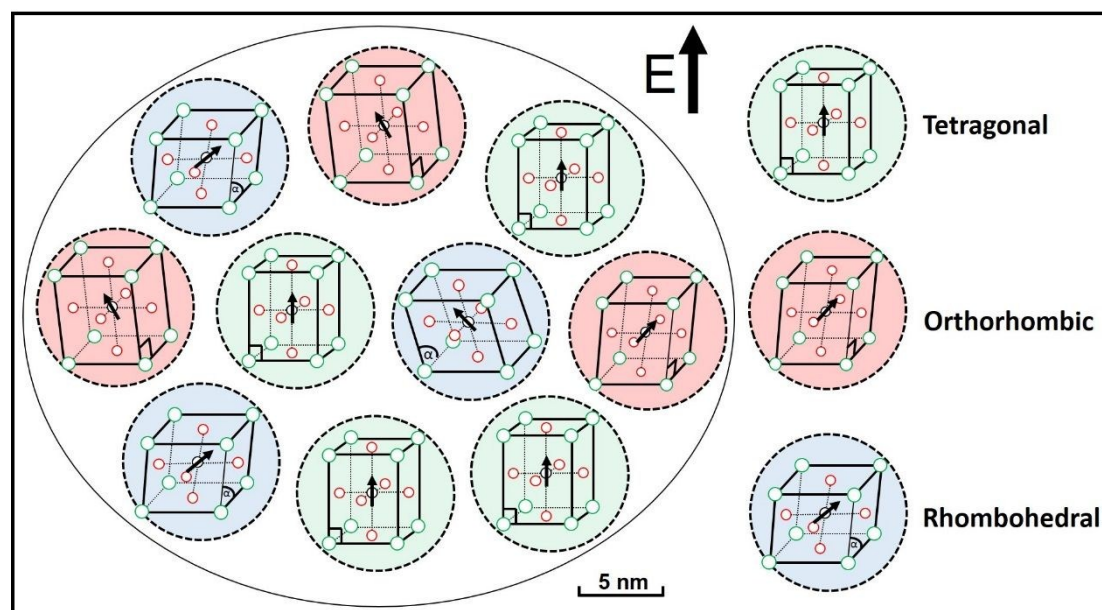 E
Tetragonal
Orthorhombic
Rhombohedral
α
α
α
α
5 nm